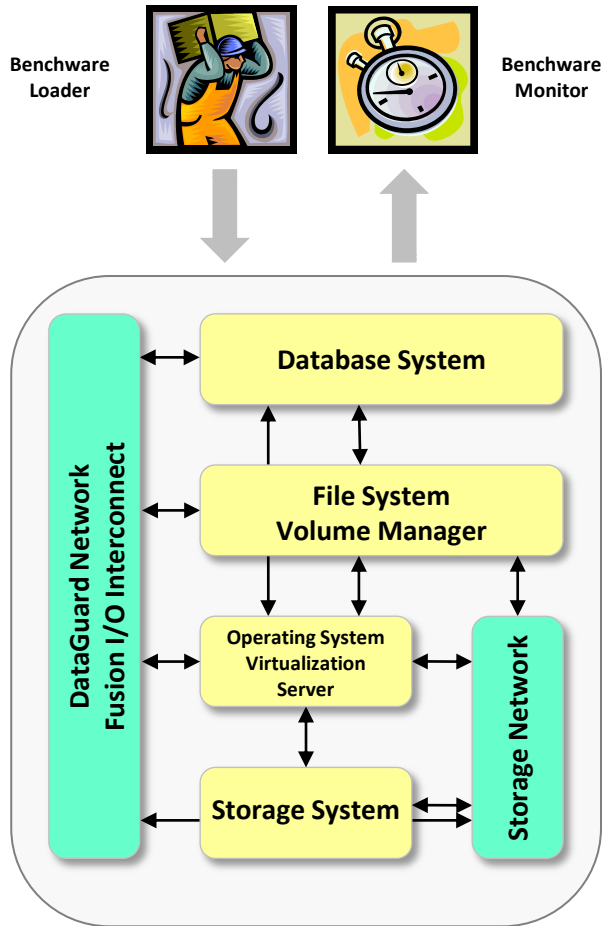 Benchware
Loader
Benchware
Monitor
Database System
DataGuard Network
Fusion I/O Interconnect
File System
Volume Manager
Operating System
Virtualization
Server
Storage Network
Storage System